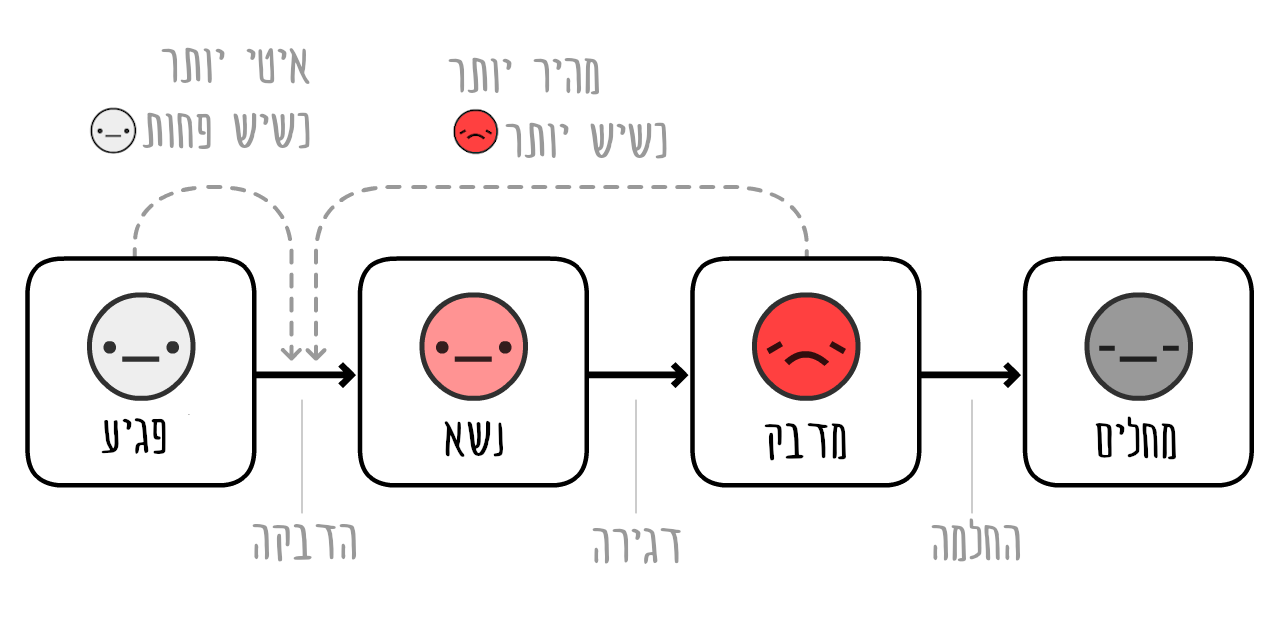 איטי יותר
כשיש פחות
מהיר יותר
כשיש יותר
פגיע
נשא
מדבק
מחלים
הדבקה
דגירה
החלמה